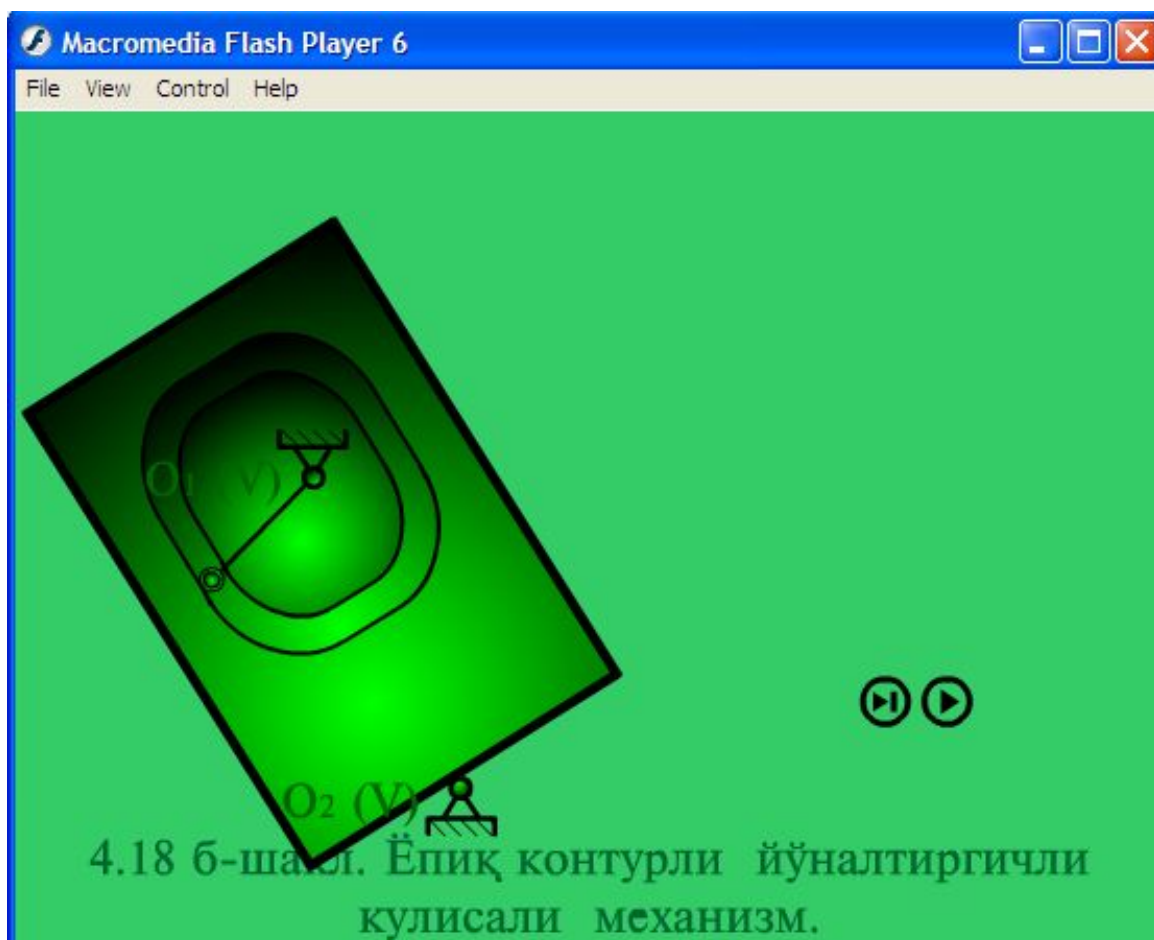 Macromedia Flash Player 6
File View Control Help
O1 (V)
O2 (V)
4.18 б-шакл. Ёпиқ контурли йўналтиргичли
кулисали механизм.